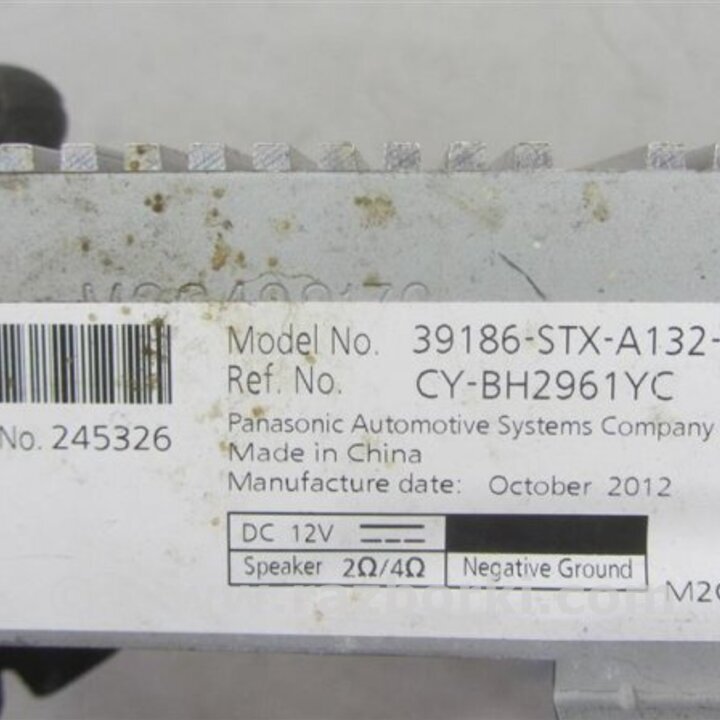 Model No. 39186-STX-A132-
Ref. No. CY-BH2961YC
No. 245326
Panasonic Automotive Systems Company
Made in China
Manufacture date: October 2012
DC 12V
Speaker 2Ω/4Ω
Negative Ground